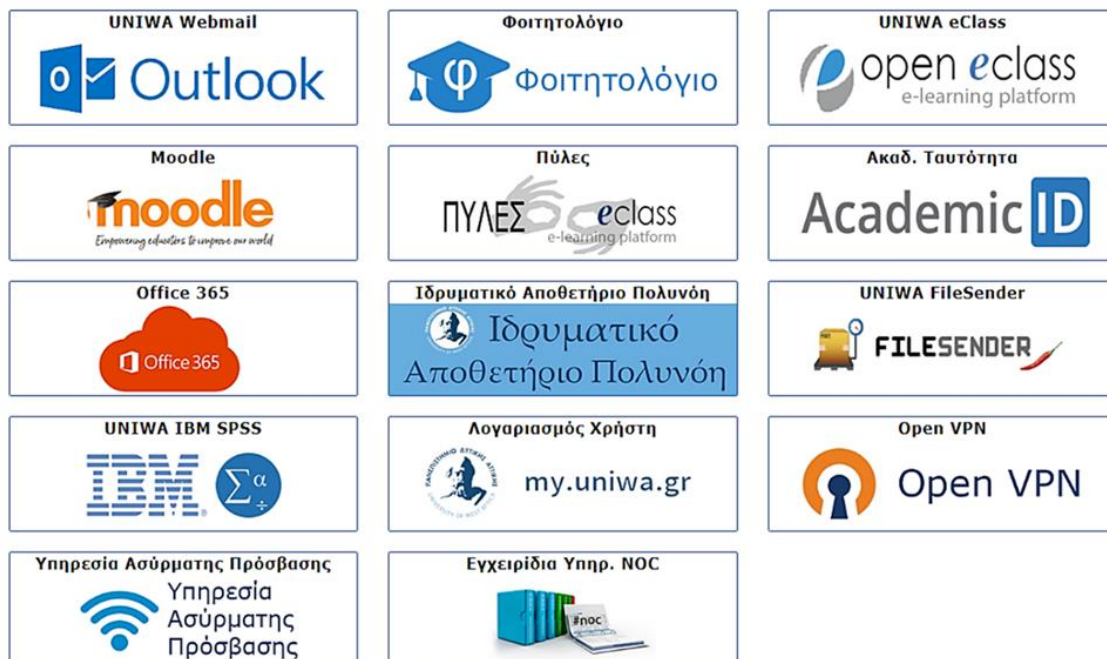 UNIWA Webmail
Outlook
Φοιτητολόγιο
Φοιτητολόγιο
UNIWA eClass
open eclass
e-learning platform
Moodle
moodle
Empowering educators to improve our world
Πύλες
ΠΥΛΕΣ eclass
e-learning platform
Ακαδ. Ταυτότητα
Academic ID
Office 365
Office 365
Ιδρυματικό Αποθετήριο Πολυνόη
Ιδρυματικό
Αποθετήριο Πολυνόη
UNIWA FileSender
FILESENDER
UNIWA IBM SPSS
IBM Σα
Λογαριασμός Χρήστη
my.uniwa.gr
Open VPN
Open VPN
Υπηρεσία Ασύρματης Πρόσβασης
Υπηρεσία
Ασύρματης
Πρόσβασης
Εγχειρίδια Υπηρ. NOC
#noc